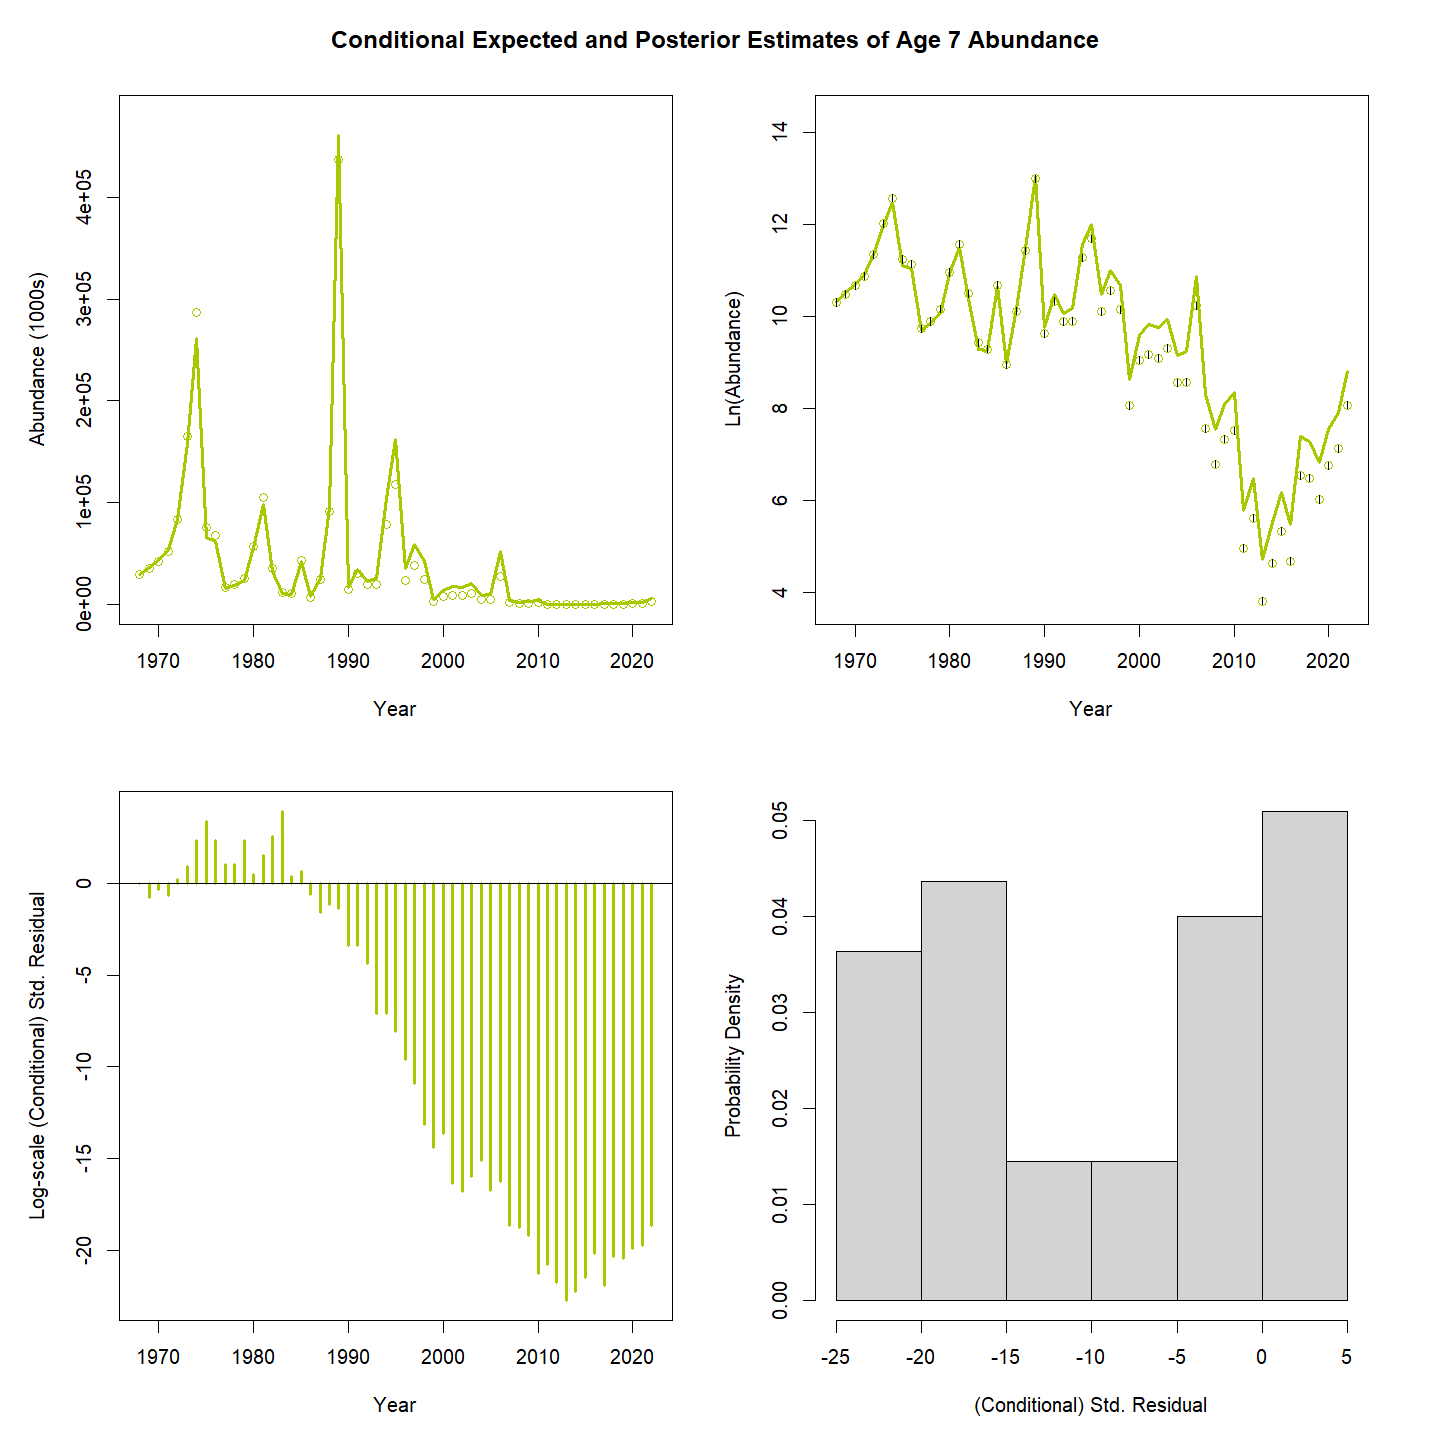 Conditional Expected and Posterior Estimates of Age 7 Abundance
Abundance (1000s)
0e+00 1e+05 2e+05 3e+05 4e+05
1970 1980 1990 2000 2010 2020
Year
Ln(Abundance)
4 6 8 10 12 14
1970 1980 1990 2000 2010 2020
Year
Log-scale (Conditional) Std. Residual
-20 -15 -10 -5 0
1970 1980 1990 2000 2010 2020
Year
Probability Density
0.00 0.01 0.02 0.03 0.04 0.05
-25 -20 -15 -10 -5 0 5
(Conditional) Std. Residual